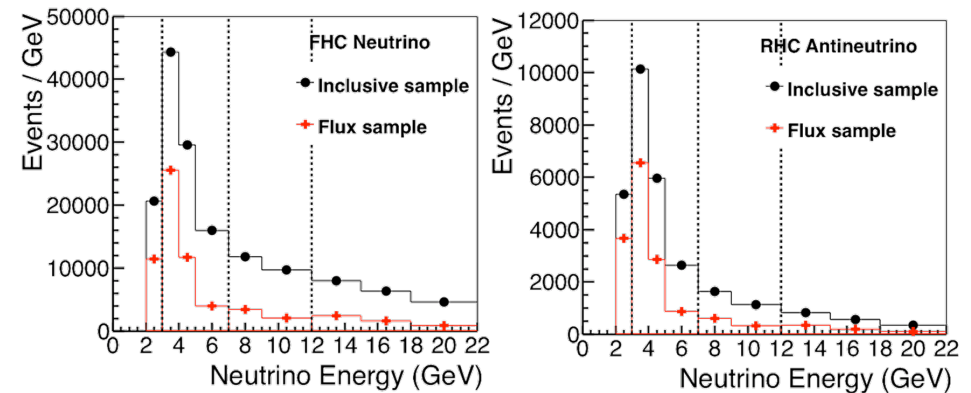 50000
40000
30000
20000
10000
0
Events / GeV
FHC Neutrino
Inclusive sample
Flux sample
0 2 4 6 8 10 12 14 16 18 20 22
Neutrino Energy (GeV)
12000
10000
8000
6000
4000
2000
0
Events / GeV
RHC Antineutrino
Inclusive sample
Flux sample
0 2 4 6 8 10 12 14 16 18 20 22
Neutrino Energy (GeV)